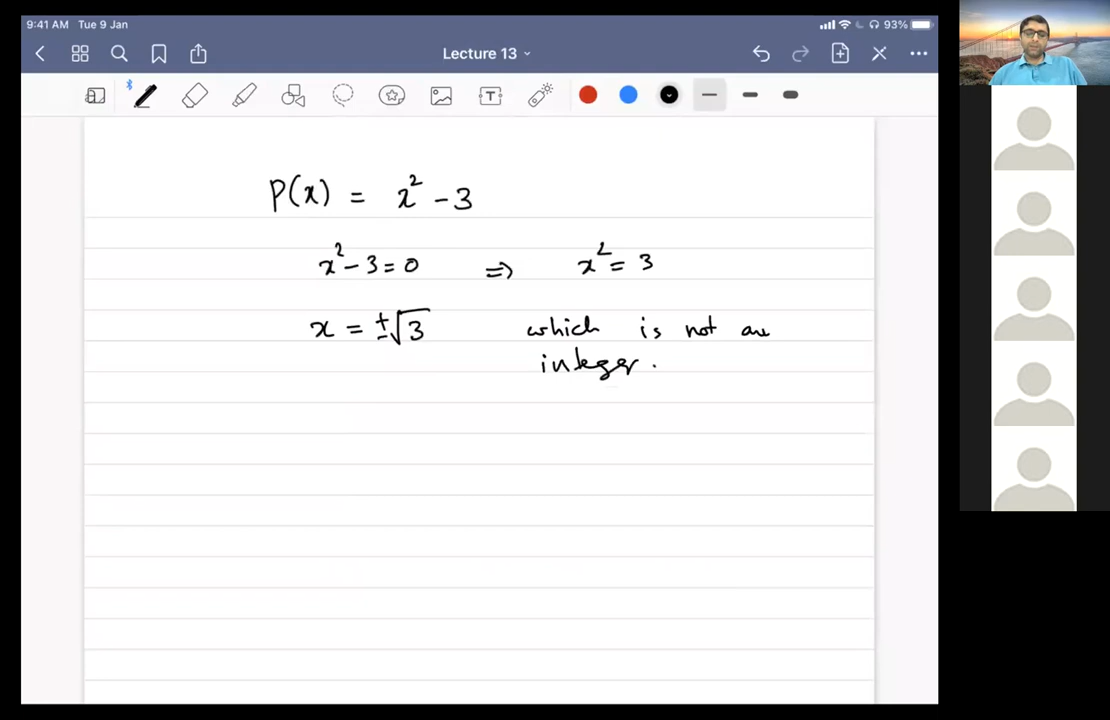 9:41 AM Tue 9 Jan
93%
Lecture 13
T
P(x) = x² - 3
x² - 3 = 0 ⇒ x² = 3
x = ±√3 which is not an
integer.